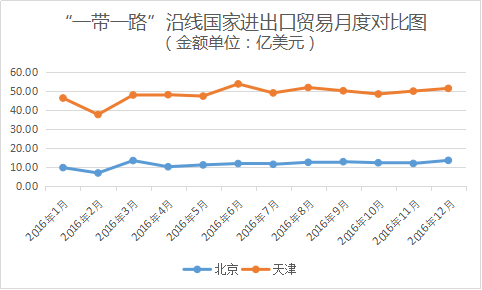 “一带一路”沿线国家进出口贸易月度对比图
（金额单位：亿美元）
60.00
50.00
40.00
30.00
20.00
10.00
0.00
2016年1月
2016年2月
2016年3月
2016年4月
2016年5月
2016年6月
2016年7月
2016年8月
2016年9月
2016年10月
2016年11月
2016年12月
北京 天津